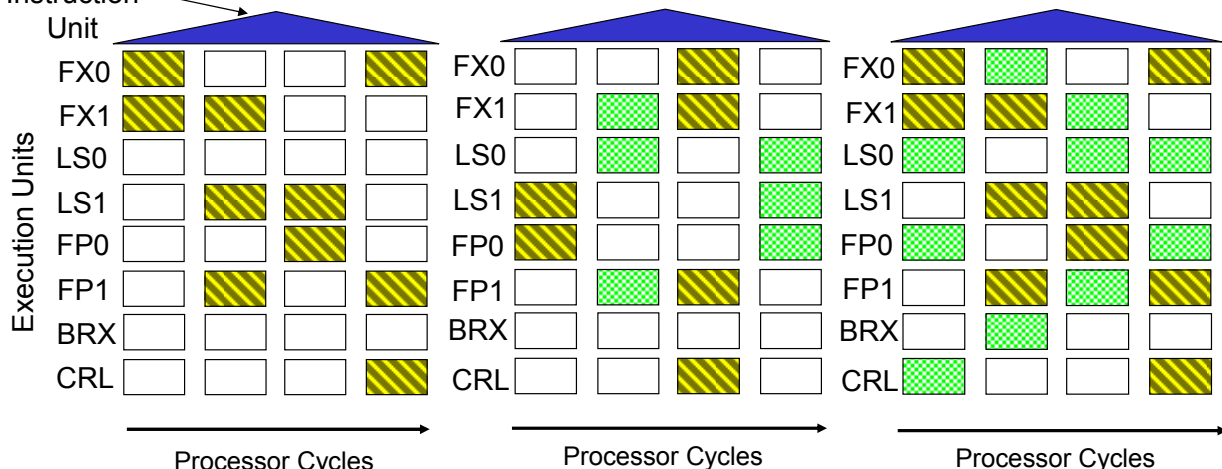 Instruction
Unit
Execution Units
FX0
FX1
LS0
LS1
FP0
FP1
BRX
CRL
Processor Cycles
FX0
FX1
LS0
LS1
FP0
FP1
BRX
CRL
Processor Cycles
FX0
FX1
LS0
LS1
FP0
FP1
BRX
CRL
Processor Cycles